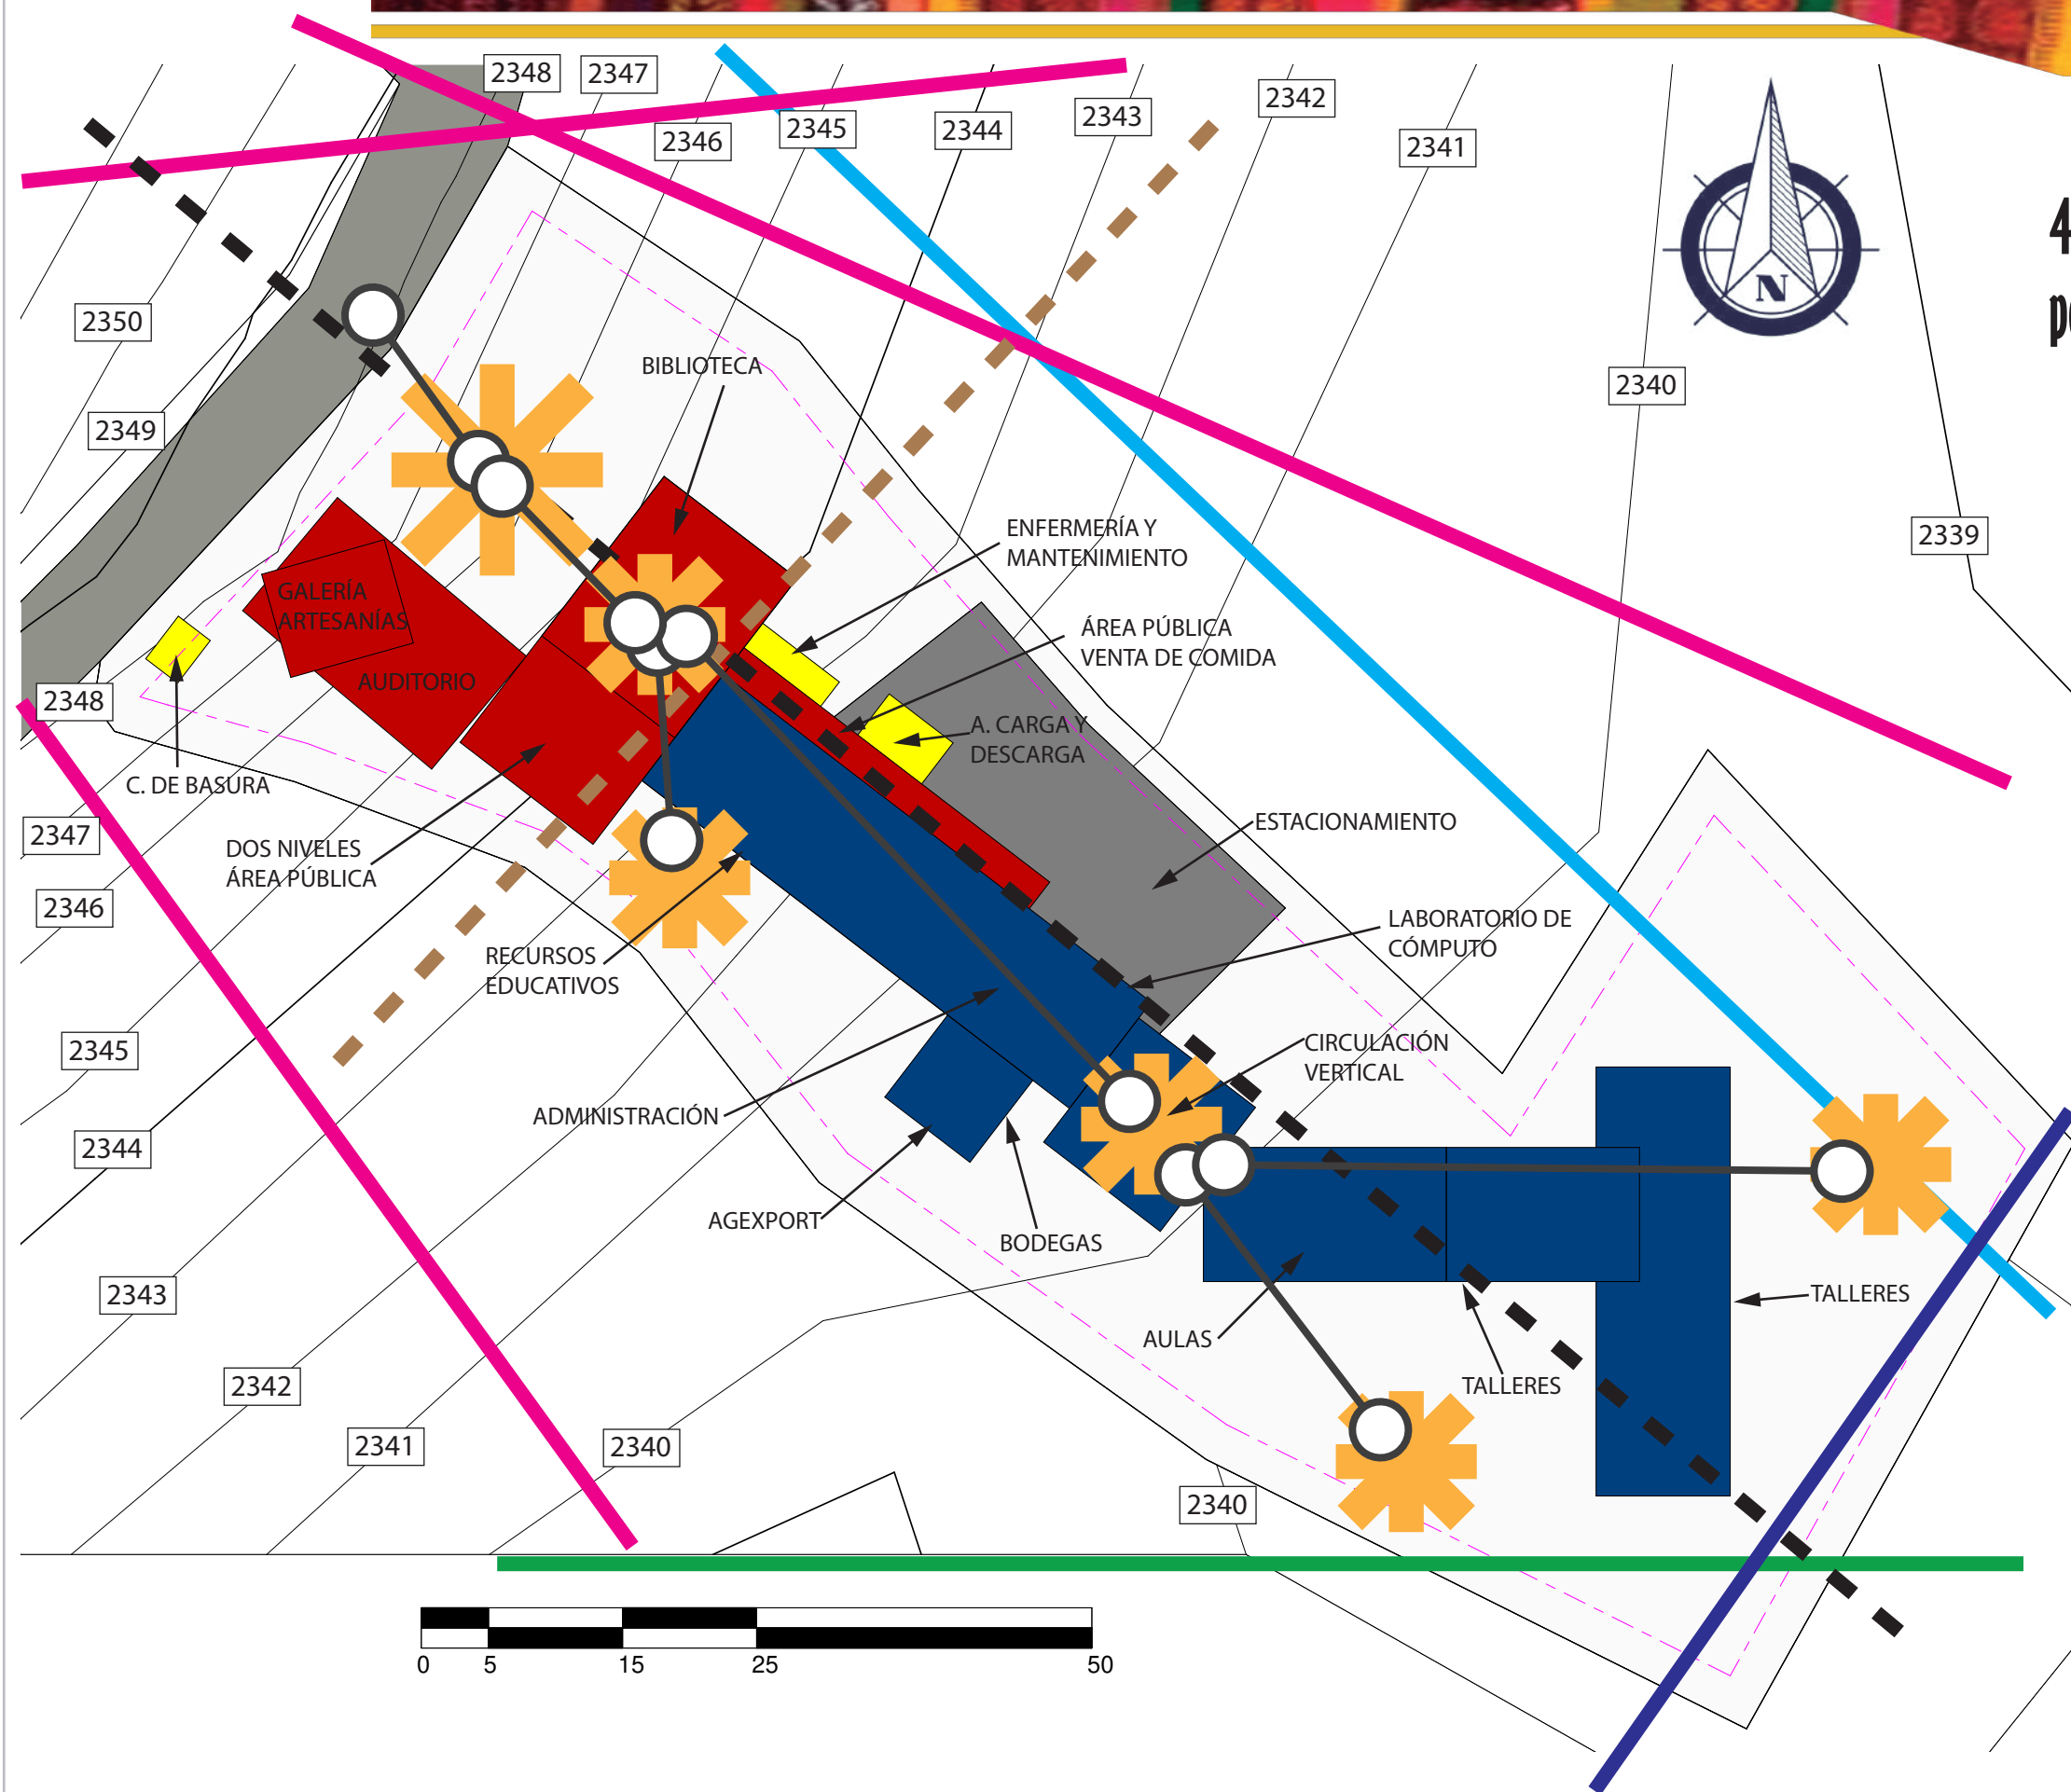 2348
2347
2342
2343
2345
2344
2346
2341
4
N
2350
BIBLIOTECA
2340
2349
ENFERMERÍA Y
MANTENIMIENTO
2339
GALERÍA
ARTESANÍAS
ÁREA PÚBLICA
VENTA DE COMIDA
AUDITORIO
2348
A. CARGA Y
DESCARGA
C. DE BASURA
2347
ESTACIONAMIENTO
DOS NIVELES
ÁREA PÚBLICA
2346
LABORATORIO DE
CÓMPUTO
RECURSOS
EDUCATIVOS
2345
CIRCULACIÓN
VERTICAL
ADMINISTRACIÓN
2344
AGEXPORT
BODEGAS
2343
TALLERES
AULAS
2342
TALLERES
2341
2340
2340
0 5 15 25 50